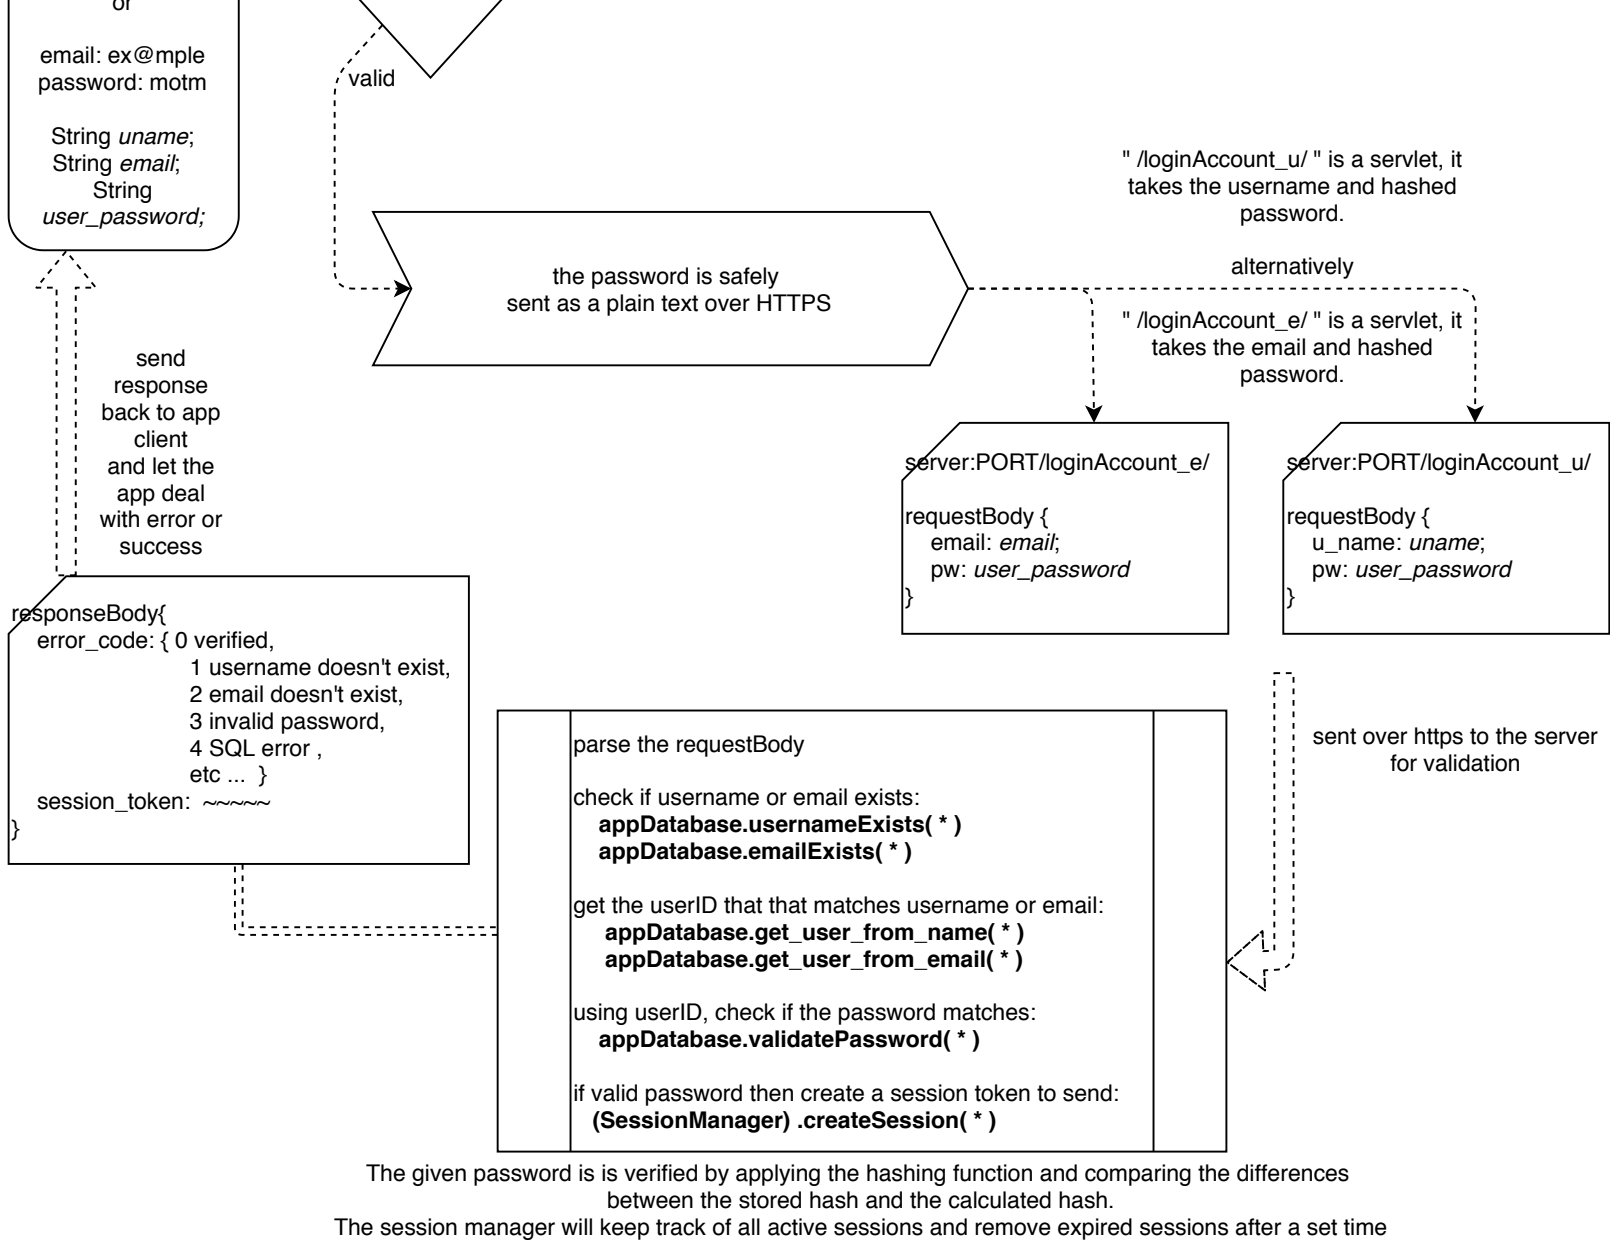 or
email: ex@mple
password: motm
String uname;
String email;
String
user_password;
valid
the password is safely
sent as a plain text over HTTPS
" /loginAccount_u/ " is a servlet, it
takes the username and hashed
password.
alternatively
" /loginAccount_e/ " is a servlet, it
takes the email and hashed
password.
send
response
back to app
client
and let the
app deal
with error or
success
server:PORT/loginAccount_e/
requestBody {
email: email;
pw: user_password
}
server:PORT/loginAccount_u/
requestBody {
u_name: uname;
pw: user_password
}
responseBody{
error_code: { 0 verified,
1 username doesn't exist,
2 email doesn't exist,
3 invalid password,
4 SQL error ,
etc ... }
session_token: ~~~~~
}
sent over https to the server
for validation
parse the requestBody
check if username or email exists:
appDatabase.usernameExists( * )
appDatabase.emailExists( * )
get the userID that that matches username or email:
appDatabase.get_user_from_name( * )
appDatabase.get_user_from_email( * )
using userID, check if the password matches:
appDatabase.validatePassword( * )
if valid password then create a session token to send:
(SessionManager) .createSession( * )
The given password is is verified by applying the hashing function and comparing the differences
between the stored hash and the calculated hash.
The session manager will keep track of all active sessions and remove expired sessions after a set time